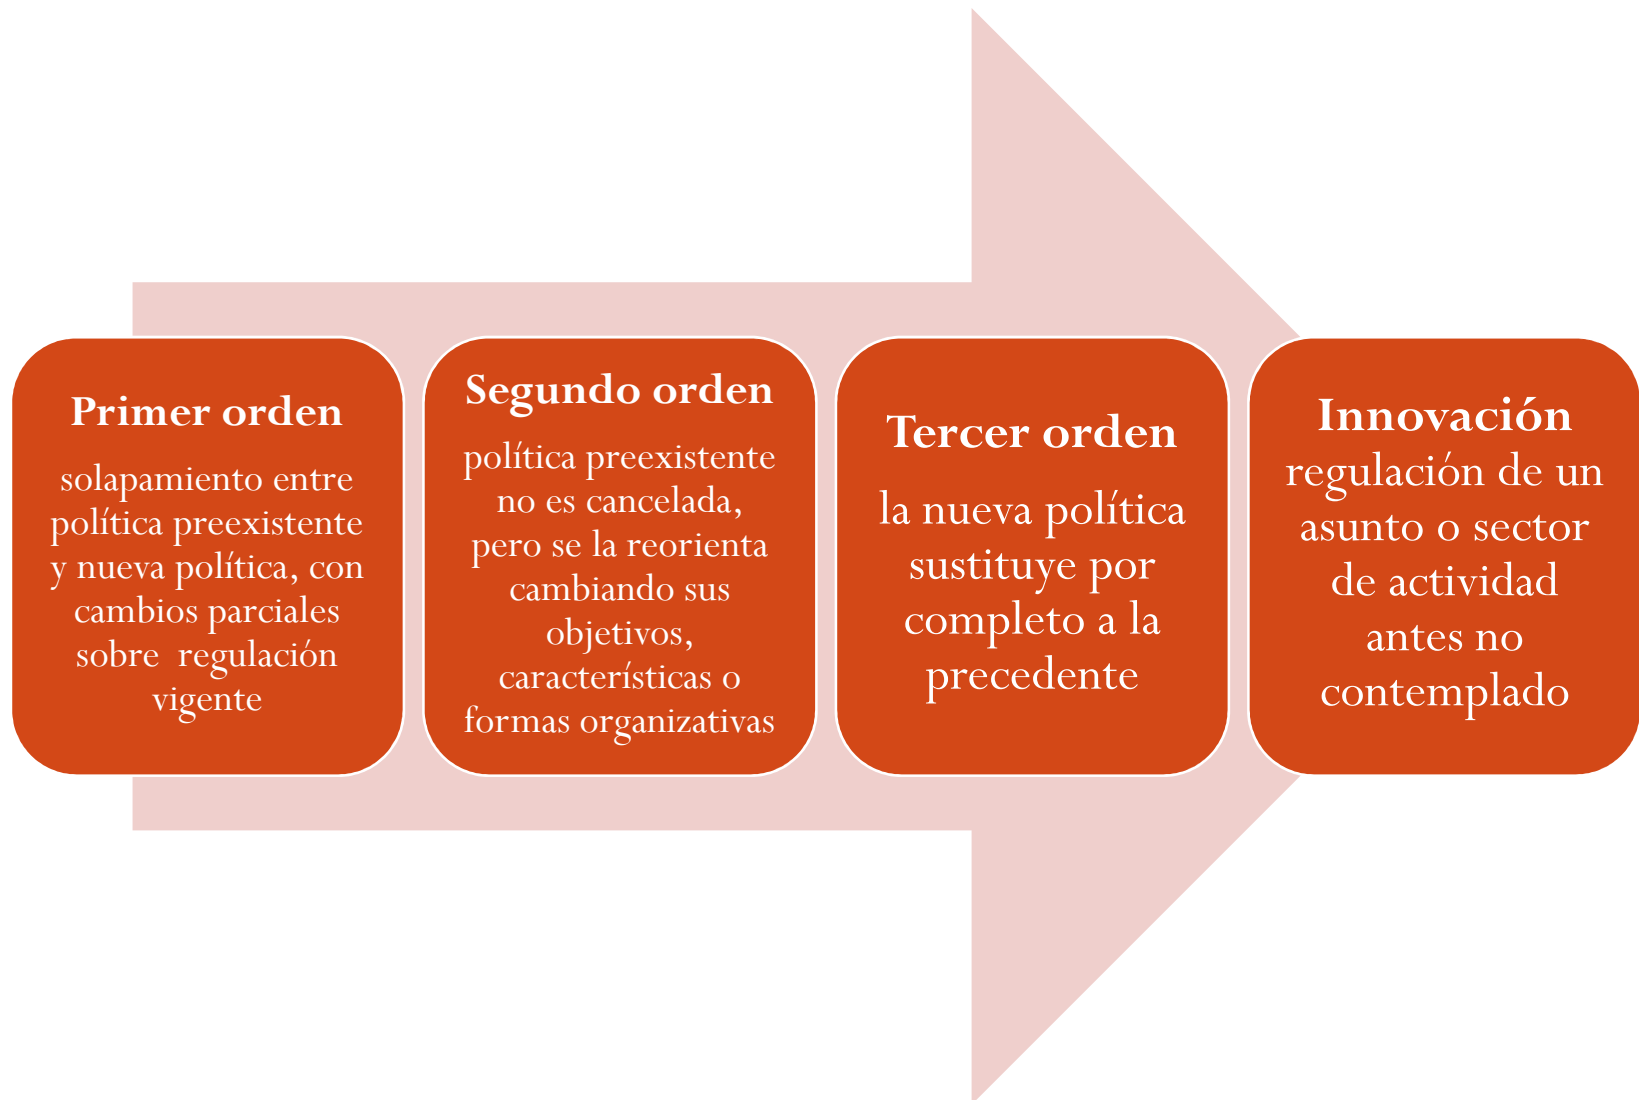 Primer orden
solapamiento entre
política preexistente
y nueva política, con
cambios parciales
sobre  regulación
vigente
Segundo orden
política preexistente
no es cancelada,
pero se la reorienta
cambiando sus
objetivos,
características o
formas organizativas
Tercer orden
la nueva política
sustituye por
completo a la
precedente
Innovación
regulación de un
asunto o sector
de actividad
antes no
contemplado